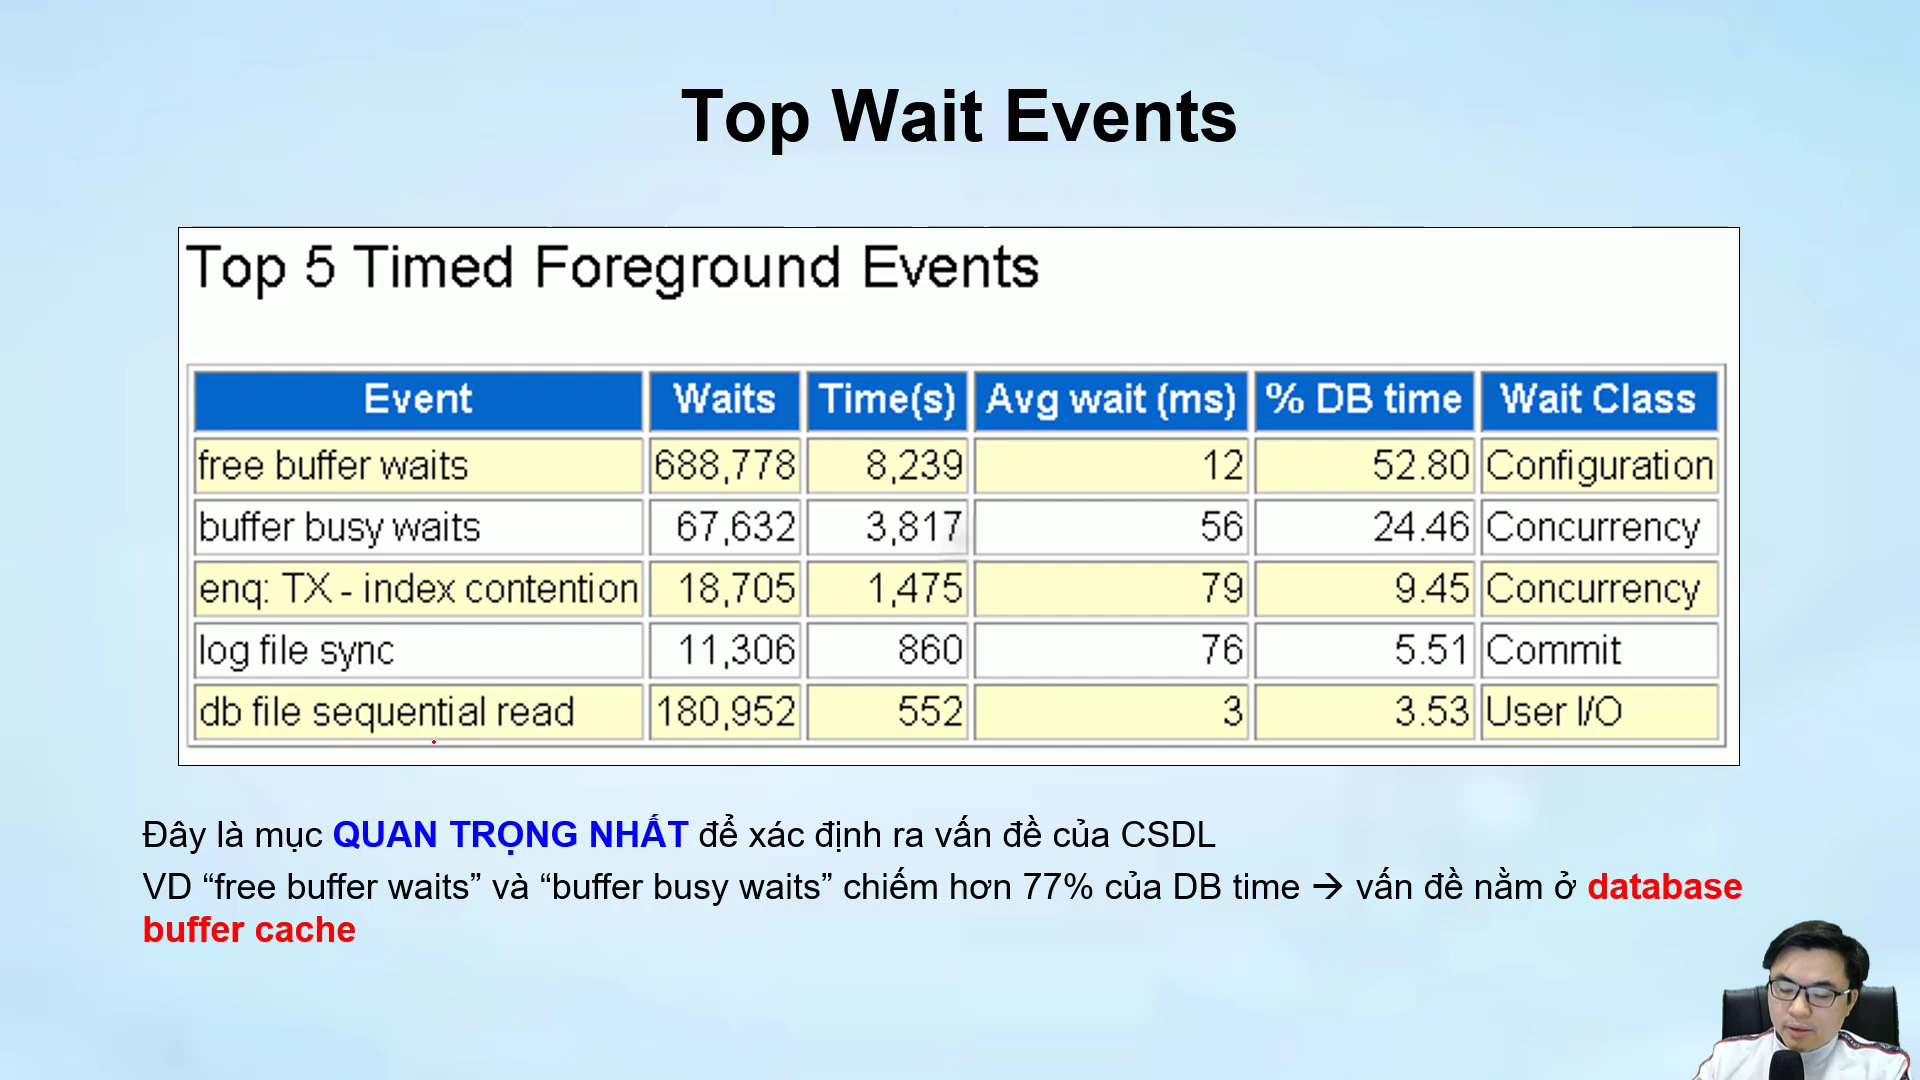 Top Wait Events
Top 5 Timed Foreground Events
Event Waits Time(s) Avg wait (ms) % DB time Wait Class
free buffer waits 688,778 8,239 12 52.80 Configuration
buffer busy waits 67,632 3,817 56 24.46 Concurrency
enq: TX - index contention 18,705 1,475 79 9.45 Concurrency
log file sync 11,306 860 76 5.51 Commit
db file sequential read 180,952 552 3 3.53 User I/O
Đây là mục QUAN TRỌNG NHẤT để xác định ra vấn đề của CSDL
VD “free buffer waits” và “buffer busy waits” chiếm hơn 77% của DB time → vấn đề nằm ở database
buffer cache